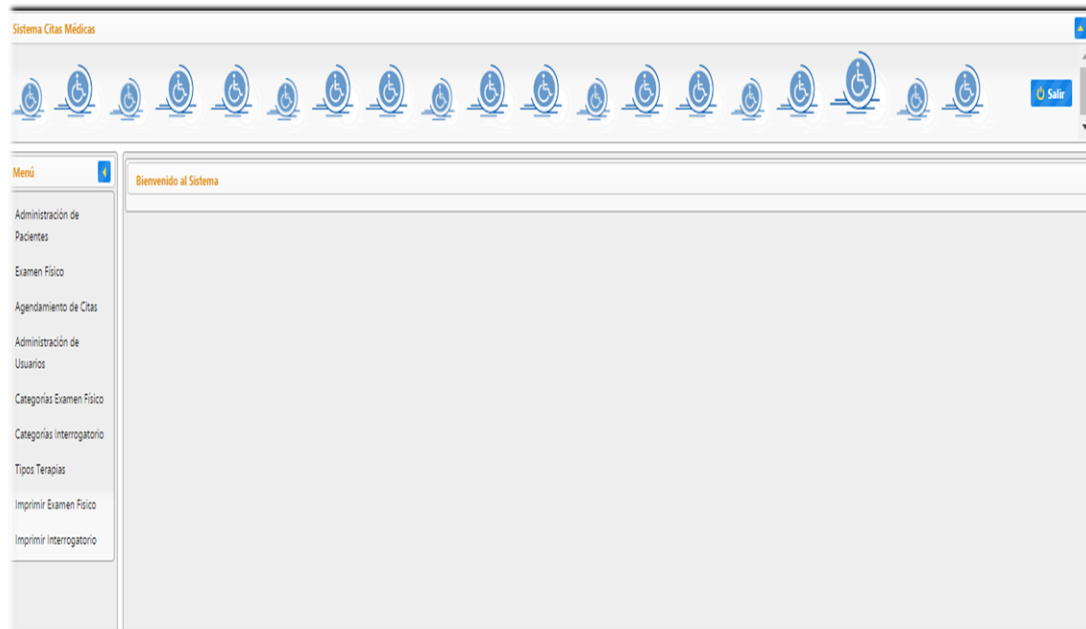 Sistema Citas Médicas
Salir
Menú
Bienvenido al Sistema
Administración de
Pacientes
Examen Físico
Agendamiento de Citas
Administración de
Usuarios
Categorías Examen Físico
Categorías Interrogatorio
Tipos Terapias
Imprimir Examen Físico
Imprimir Interrogatorio